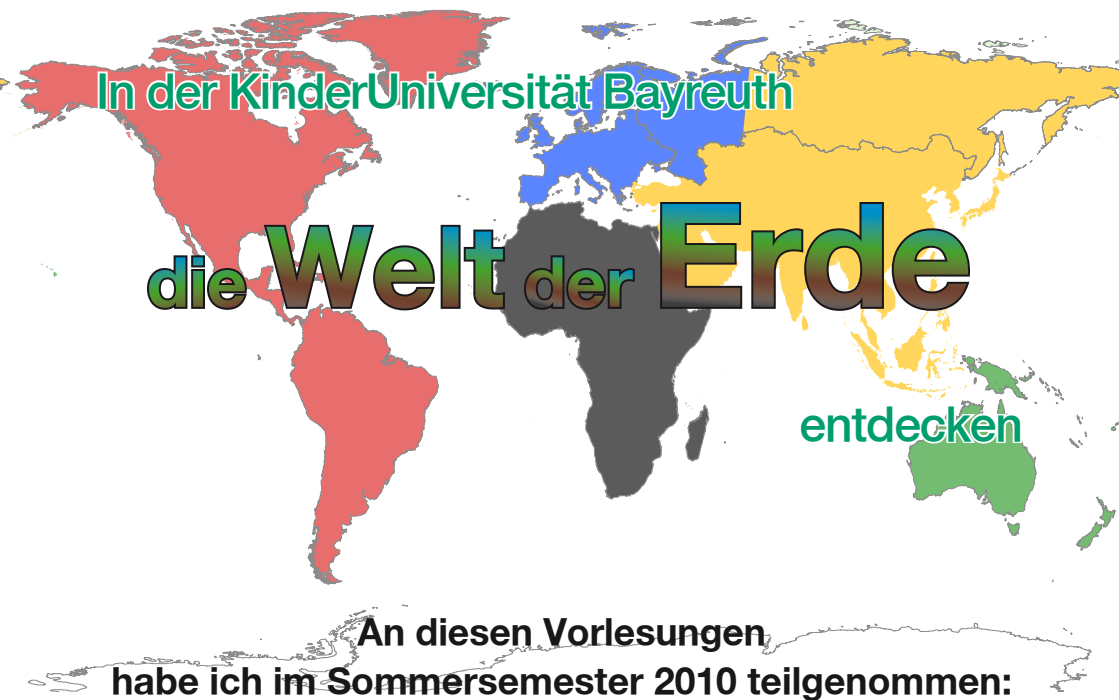 In der KinderUniversität Bayreuth
die Welt der Erde
entdecken
An diesen Vorlesungen
habe ich im Sommersemester 2010 teilgenommen: